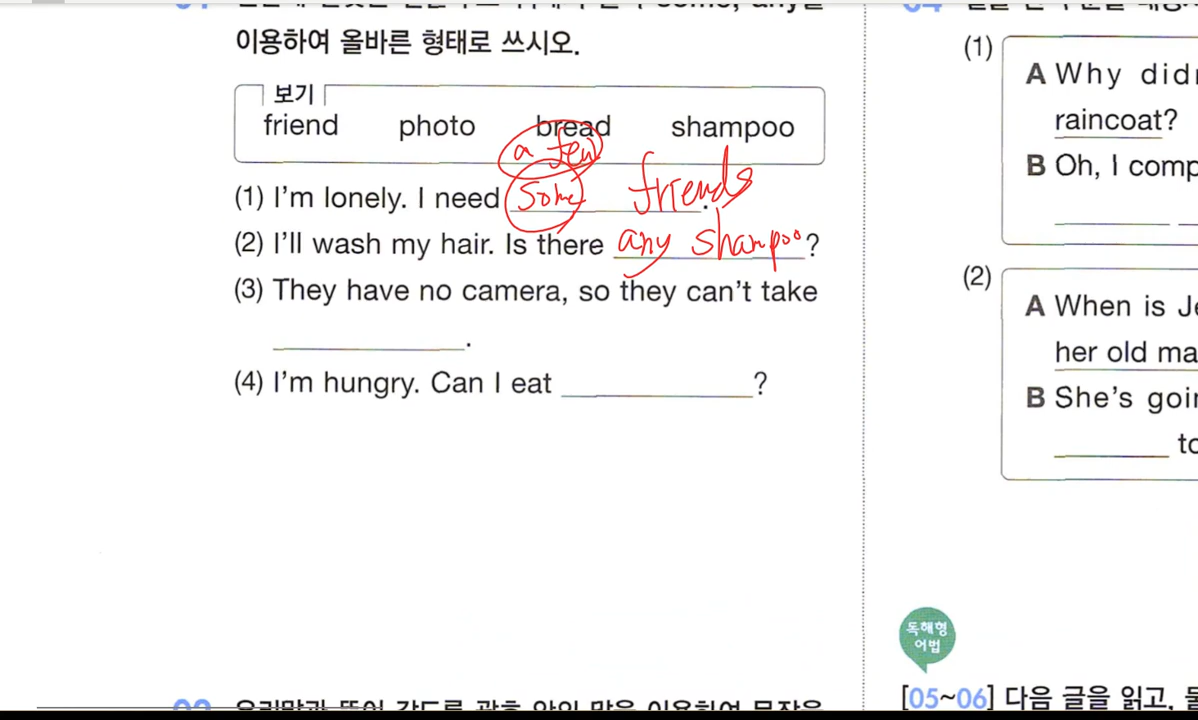 이용하여 올바른 형태로 쓰시오.
보기
friend photo bread shampoo
a few
(1) I'm lonely. I need some friends.
(2) I'll wash my hair. Is there any shampoo?
(3) They have no camera, so they can't take
.
(4) I'm hungry. Can I eat ?
(1)
A Why did
raincoat?
B Oh, I comp
(2)
A When is Je
her old ma
B She's goin
to
독해형
어법
[05~06] 다음 글을 읽고, 물